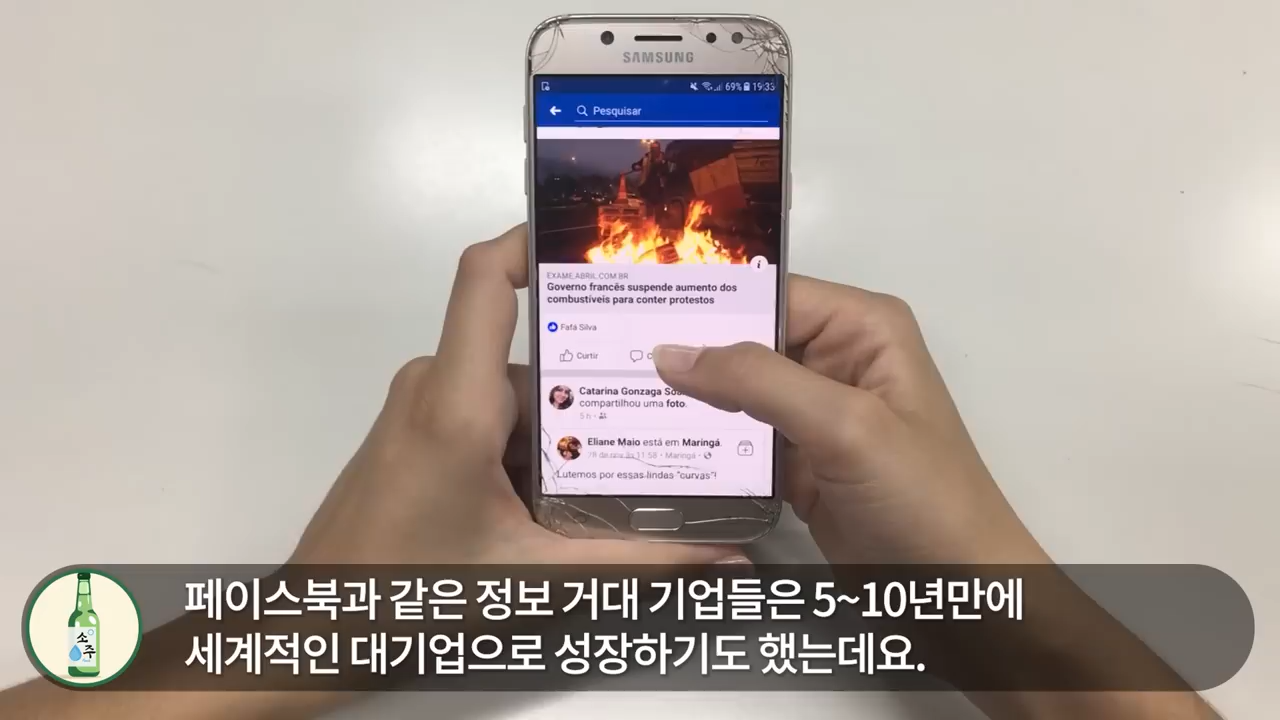 SAMSUNG
69% 19:33
Pesquisar
EXAME.ABRIL.COM.BR
Governo francês suspende aumento dos
combustíveis para conter protestos
Fafá Silva
Curtir
Catarina Gonzaga
compartilhou uma foto.
5 h
Eliane Maio está em Maringá.
Maringá
Lutemos por essas lindas "curvas"!
소주
페이스북과 같은 정보 거대 기업들은 5~10년만에
세계적인 대기업으로 성장하기도 했는데요.